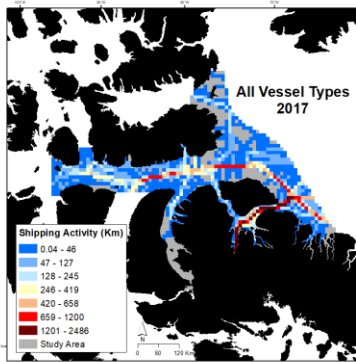 All Vessel Types
2017
Shipping Activity (Km)
0.04 - 46
47 - 127
128 - 245
246 - 419
420 - 658
659 - 1200
1201 - 2486
Study Area
N
0 30 60 120 Km